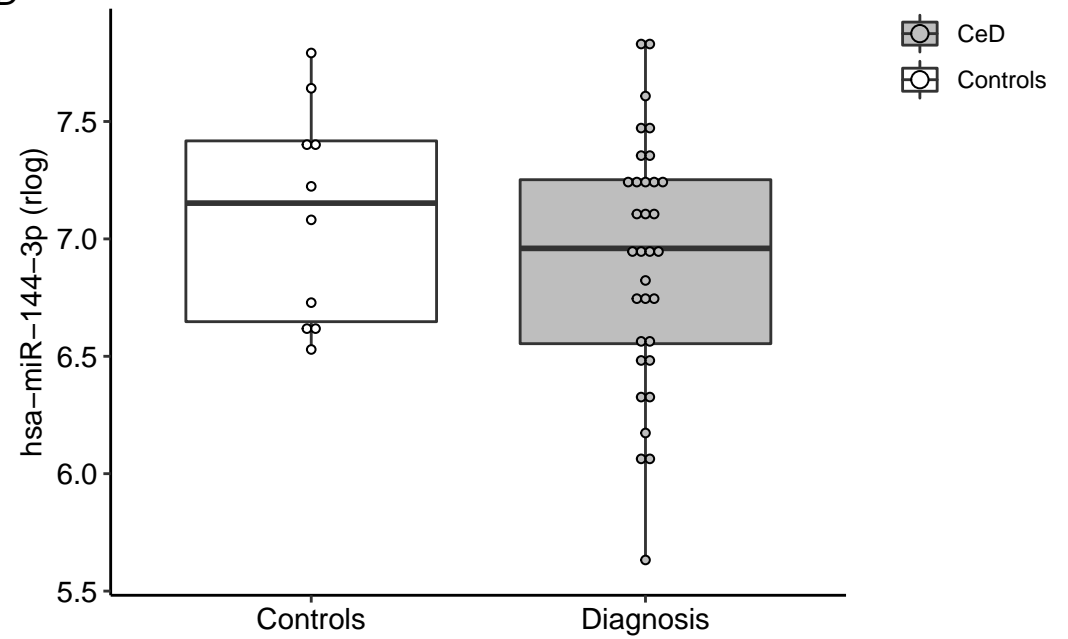 CeD
Controls
hsa−miR−144−3p (rlog)
7.5
7.0
6.5
6.0
5.5
Controls Diagnosis